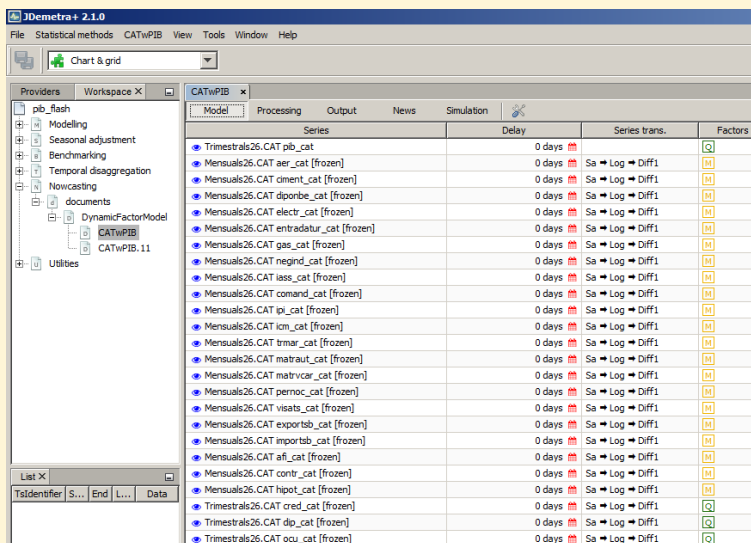 JDemetra+ 2.1.0
File Statistical methods CATwPIB View Tools Window Help
Chart & grid
Providers Workspace X
pib_flash
M Modelling
S Seasonal adjustment
B Benchmarking
T Temporal disaggregation
N Nowcasting
d documents
D DynamicFactorModel
D CATwPIB
D CATwPIB.11
U Utilities
List X
TsIdentifier S... End L... Data
CATwPIB x
Model Processing Output News Simulation
Series Delay Series trans. Factors
Trimestrals26.CAT pib_cat 0 days Q
Mensuals26.CAT aer_cat [frozen] 0 days Sa ➡ Log ➡ Diff1 M
Mensuals26.CAT ciment_cat [frozen] 0 days Sa ➡ Log ➡ Diff1 M
Mensuals26.CAT diponbe_cat [frozen] 0 days Sa ➡ Log ➡ Diff1 M
Mensuals26.CAT electr_cat [frozen] 0 days Sa ➡ Log ➡ Diff1 M
Mensuals26.CAT entradatur_cat [frozen] 0 days Sa ➡ Log ➡ Diff1 M
Mensuals26.CAT gas_cat [frozen] 0 days Sa ➡ Log ➡ Diff1 M
Mensuals26.CAT negind_cat [frozen] 0 days Sa ➡ Log ➡ Diff1 M
Mensuals26.CAT iass_cat [frozen] 0 days Sa ➡ Log ➡ Diff1 M
Mensuals26.CAT comand_cat [frozen] 0 days Sa ➡ Log ➡ Diff1 M
Mensuals26.CAT ipi_cat [frozen] 0 days Sa ➡ Log ➡ Diff1 M
Mensuals26.CAT icm_cat [frozen] 0 days Sa ➡ Log ➡ Diff1 M
Mensuals26.CAT trmar_cat [frozen] 0 days Sa ➡ Log ➡ Diff1 M
Mensuals26.CAT matraut_cat [frozen] 0 days Sa ➡ Log ➡ Diff1 M
Mensuals26.CAT matrvcar_cat [frozen] 0 days Sa ➡ Log ➡ Diff1 M
Mensuals26.CAT pernoc_cat [frozen] 0 days Sa ➡ Log ➡ Diff1 M
Mensuals26.CAT visats_cat [frozen] 0 days Sa ➡ Log ➡ Diff1 M
Mensuals26.CAT exportsb_cat [frozen] 0 days Sa ➡ Log ➡ Diff1 M
Mensuals26.CAT importsb_cat [frozen] 0 days Sa ➡ Log ➡ Diff1 M
Mensuals26.CAT afi_cat [frozen] 0 days Sa ➡ Log ➡ Diff1 M
Mensuals26.CAT contr_cat [frozen] 0 days Sa ➡ Log ➡ Diff1 M
Mensuals26.CAT hipot_cat [frozen] 0 days Sa ➡ Log ➡ Diff1 M
Trimestrals26.CAT cred_cat [frozen] 0 days Sa ➡ Log ➡ Diff1 Q
Trimestrals26.CAT dip_cat [frozen] 0 days Sa ➡ Log ➡ Diff1 Q
Trimestrals26.CAT ocu_cat [frozen] 0 days Sa ➡ Log ➡ Diff1 Q